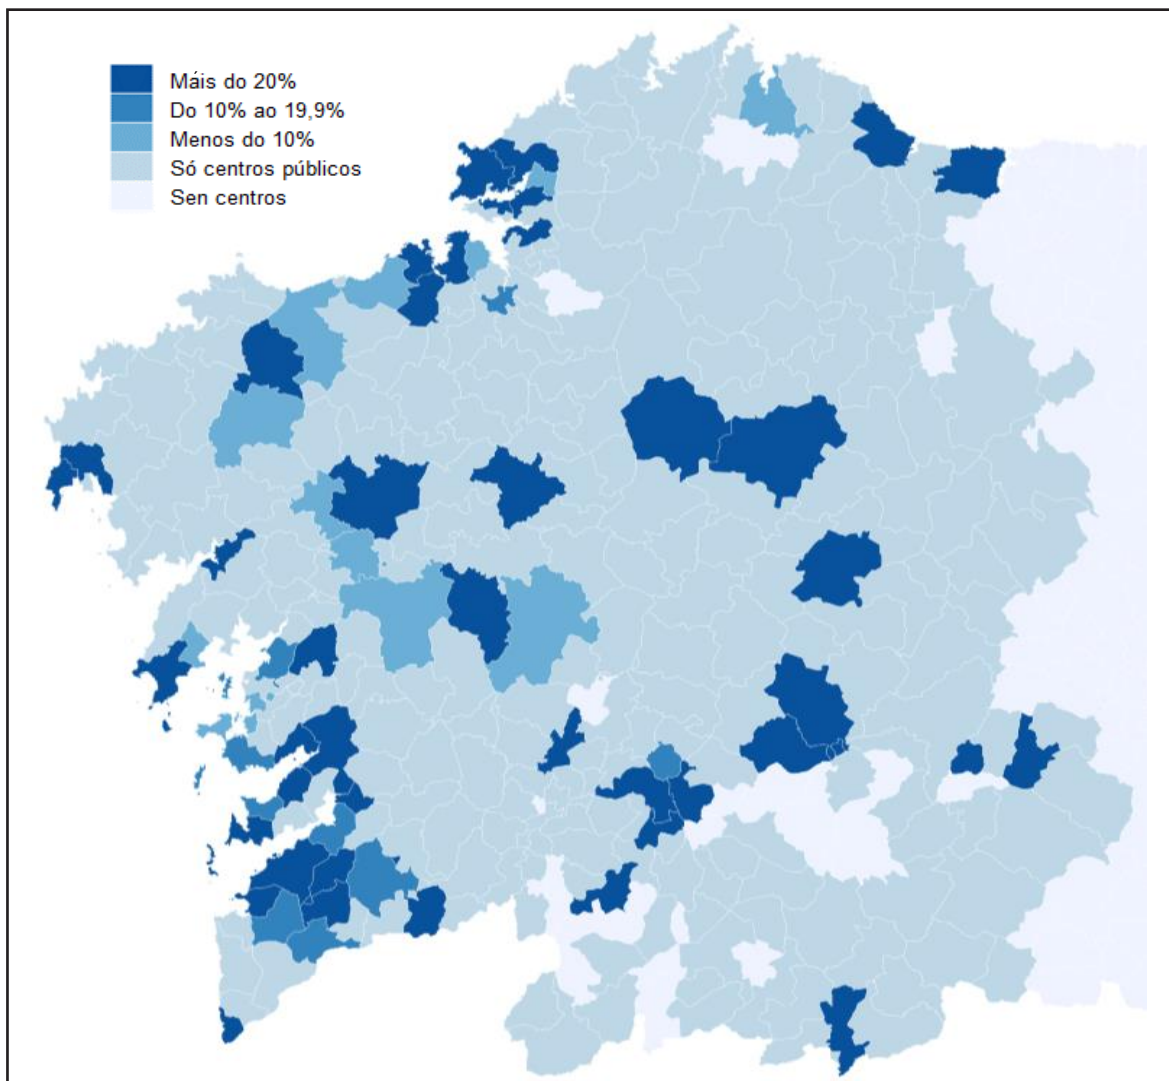 Máis do 20%
Do 10% ao 19,9%
Menos do 10%
Só centros públicos
Sen centros